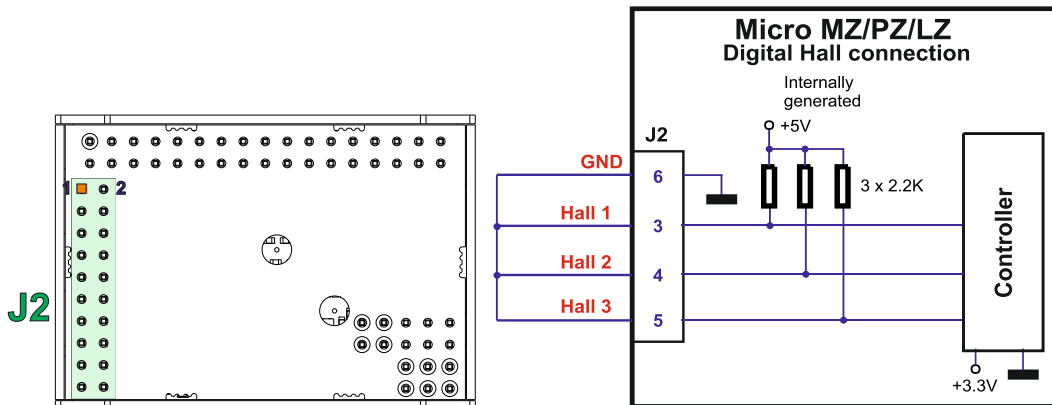 1 2
J2
Micro MZ/PZ/LZ
Digital Hall connection
Internally
generated
+5V
J2
GND
6
3 x 2.2K
Hall 1
3
Hall 2
4
Hall 3
5
Controller
+3.3V